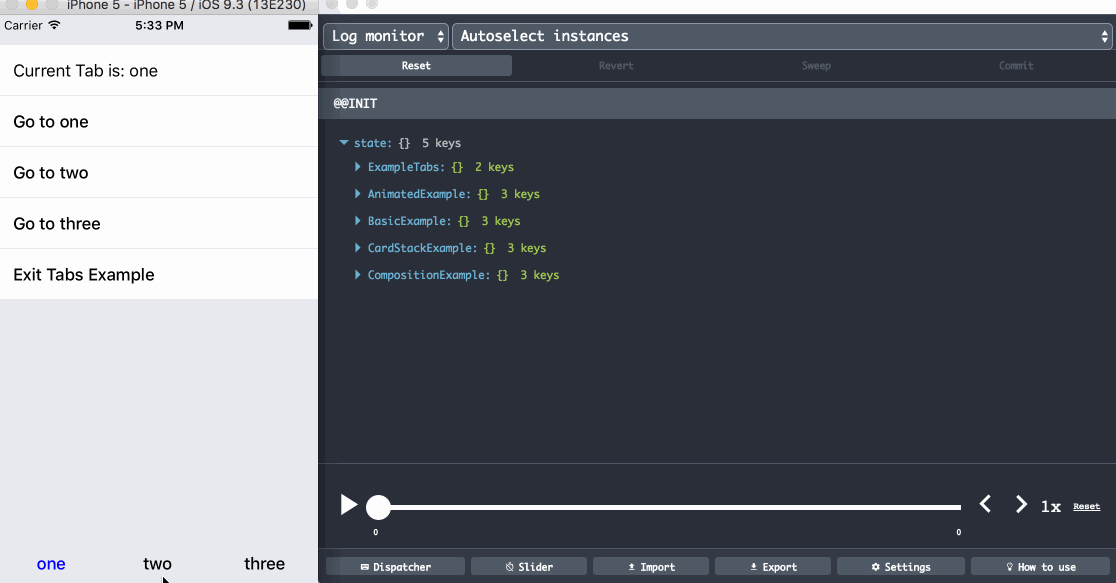 iPhone 5 - iPhone 5 / iOS 9.3 (13E230)
Carrier 5:33 PM
Current Tab is: one
Go to one
Go to two
Go to three
Exit Tabs Example
one two three
Log monitor Autoselect instances
Reset Revert Sweep Commit
@@INIT
state: {} 5 keys
ExampleTabs: {} 2 keys
AnimatedExample: {} 3 keys
BasicExample: {} 3 keys
CardStackExample: {} 3 keys
CompositionExample: {} 3 keys
1x Reset
0 0
Dispatcher Slider Import Export Settings How to use